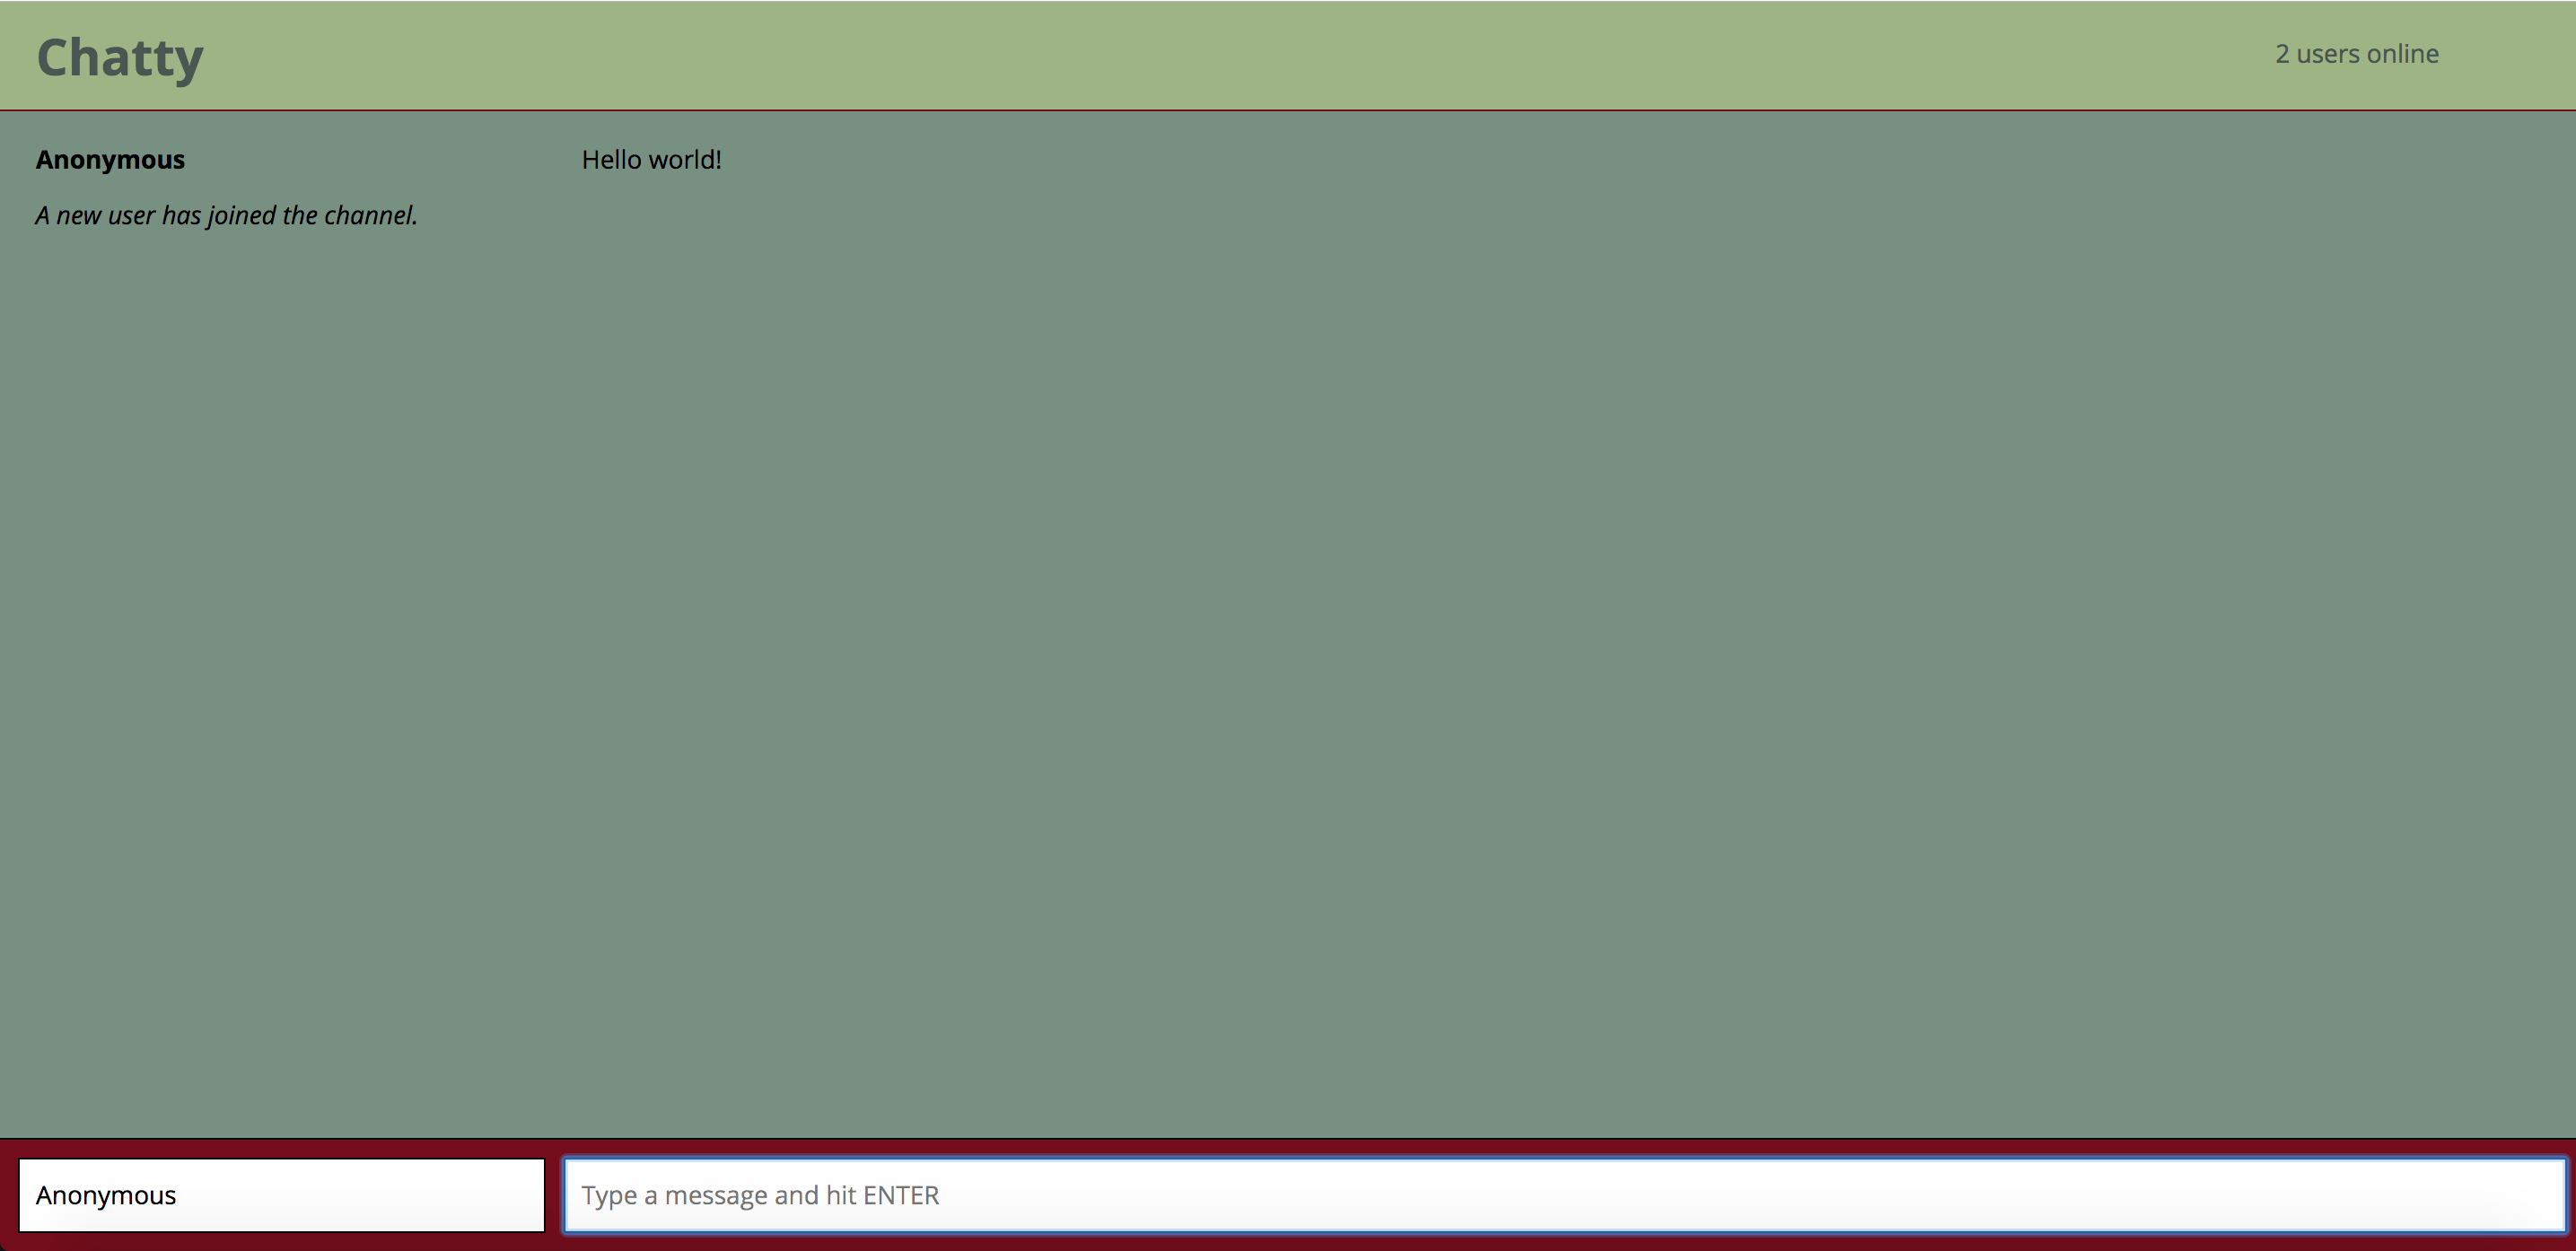 Chatty
2 users online
Anonymous Hello world!
A new user has joined the channel.
Anonymous Type a message and hit ENTER